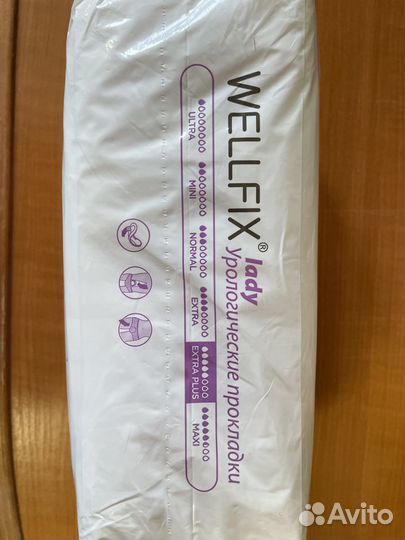 WELLFIX®
lady
Урологические прокладки
ULTRA
MINI
NORMAL
EXTRA
EXTRA PLUS
MAXI
Avito